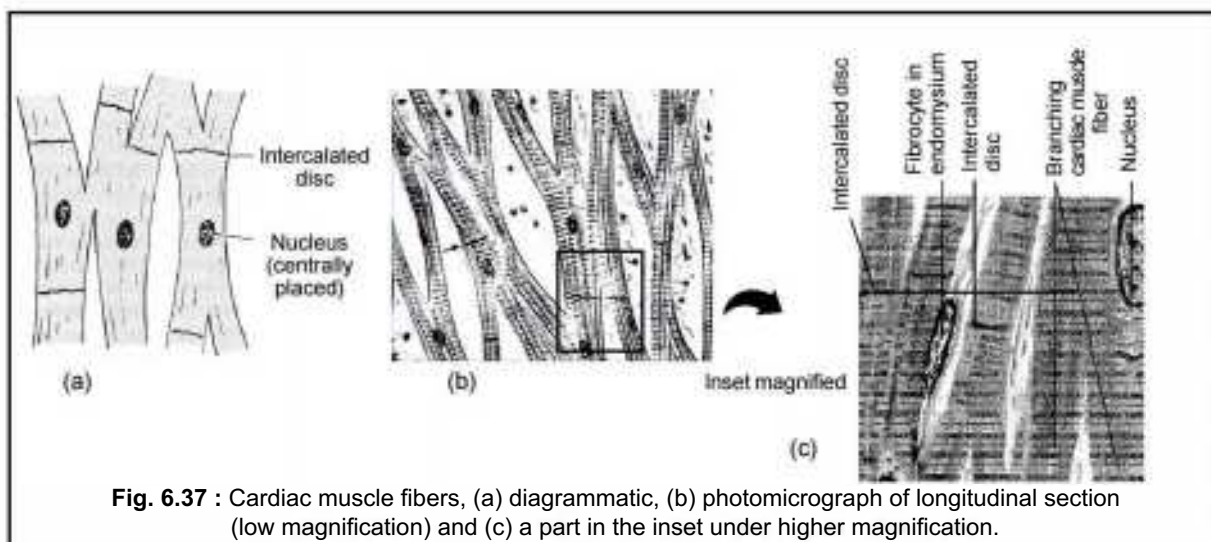 Intercalated
disc
Nucleus
(centrally
placed)
(a)
(b)
Inset magnified
Intercalated disc
Fibrocyte in
endomysium
Intercalated
disc
Branching
cardiac muscle
fiber
Nucleus
(c)
Fig. 6.37 : Cardiac muscle fibers, (a) diagrammatic, (b) photomicrograph of longitudinal section
(low magnification) and (c) a part in the inset under higher magnification.